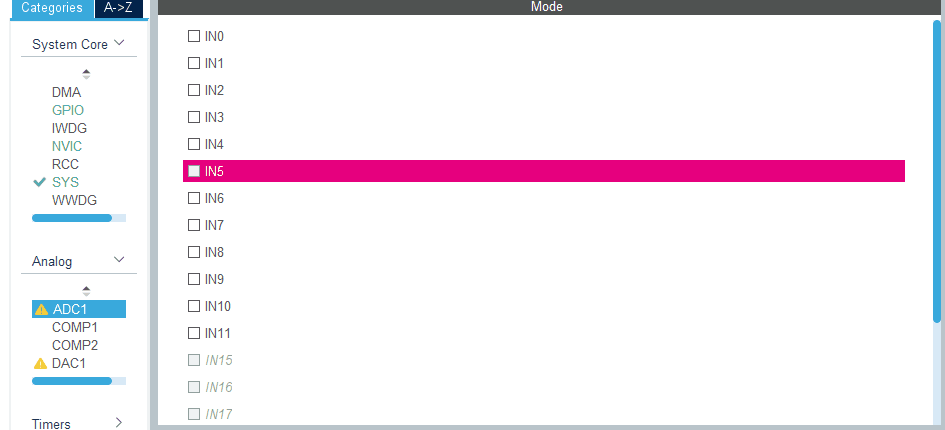 Categories
A->Z
System Core
DMA
GPIO
IWDG
NVIC
RCC
SYS
WWDG
Analog
ADC1
COMP1
COMP2
DAC1
Timers
Mode
IN0
IN1
IN2
IN3
IN4
IN5
IN6
IN7
IN8
IN9
IN10
IN11
IN15
IN16
IN17